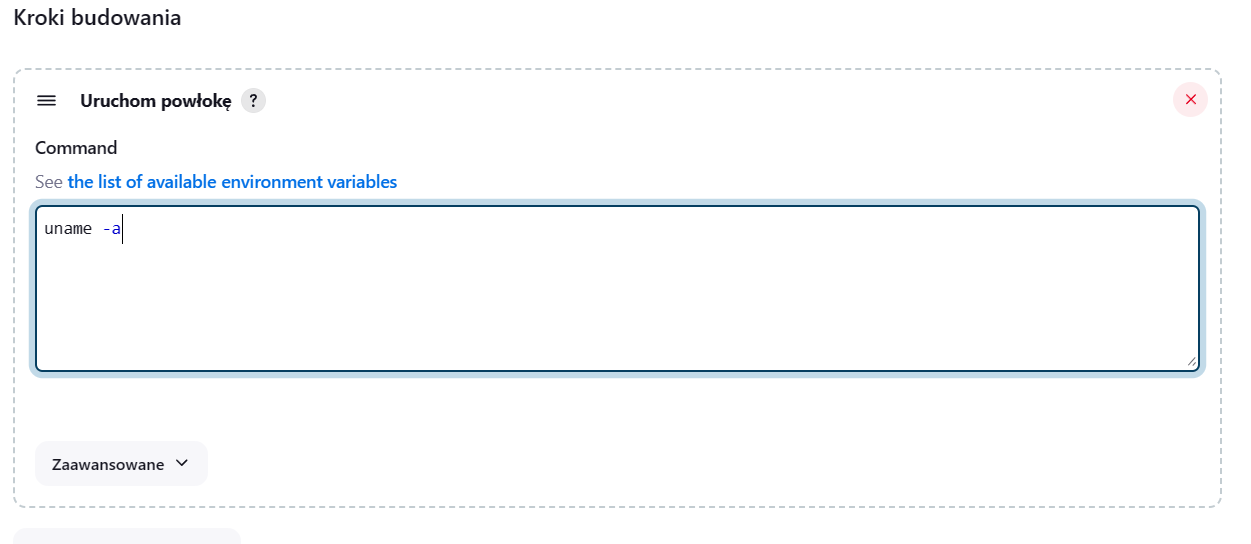 Kroki budowania
Uruchom powłokę ?
Command
See the list of available environment variables
uname -a
Zaawansowane